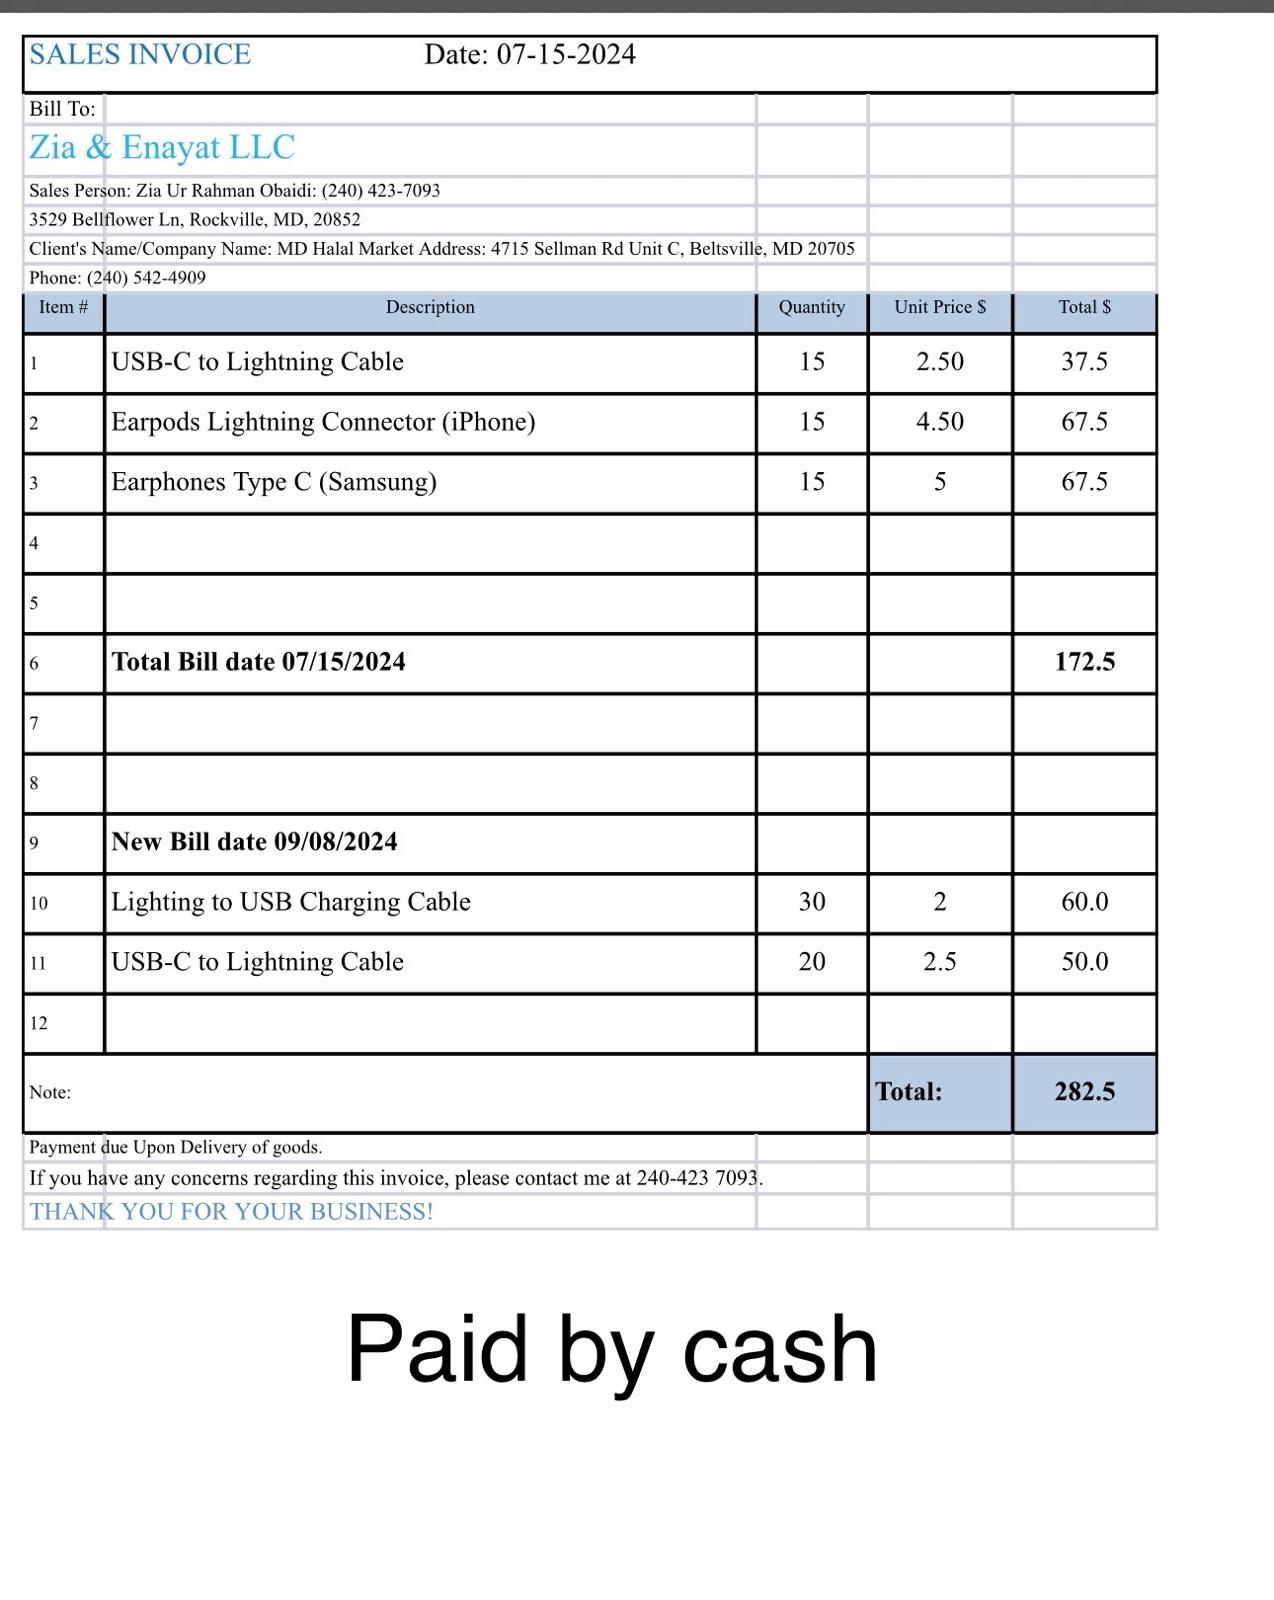 SALES INVOICE Date: 07-15-2024
Bill To:
Zia & Enayat LLC
Sales Person: Zia Ur Rahman Obaidi: (240) 423-7093
3529 Bellflower Ln, Rockville, MD, 20852
Client's Name/Company Name: MD Halal Market Address: 4715 Sellman Rd Unit C, Beltsville, MD 20705
Phone: (240) 542-4909
Item # Description Quantity Unit Price $ Total $
1 USB-C to Lightning Cable 15 2.50 37.5
2 Earpods Lightning Connector (iPhone) 15 4.50 67.5
3 Earphones Type C (Samsung) 15 5 67.5
4
5
6 Total Bill date 07/15/2024 172.5
7
8
9 New Bill date 09/08/2024
10 Lighting to USB Charging Cable 30 2 60.0
11 USB-C to Lightning Cable 20 2.5 50.0
12
Note: Total: 282.5
Payment due Upon Delivery of goods.
If you have any concerns regarding this invoice, please contact me at 240-423 7093.
THANK YOU FOR YOUR BUSINESS!
Paid by cash